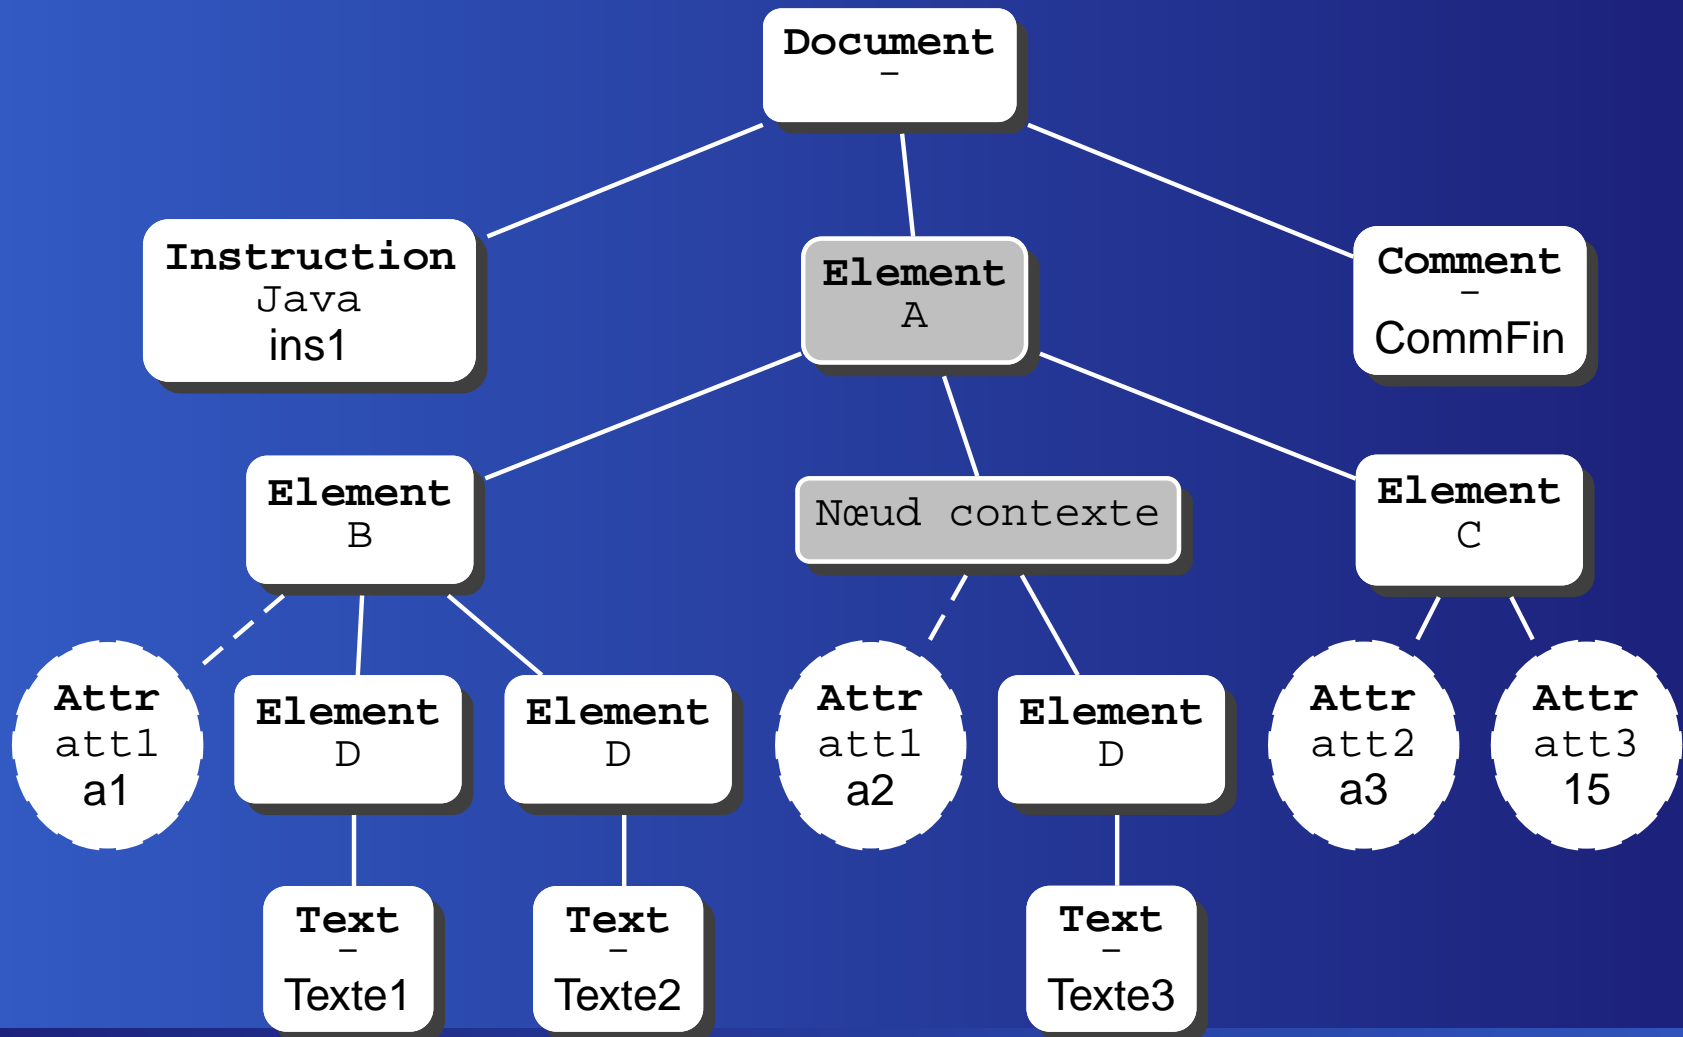 Document
-
Instruction
Java
ins1
Element
A
Comment
-
CommFin
Element
B
Nœud contexte
Element
C
Attr
att1
a1
Element
D
Element
D
Attr
att1
a2
Element
D
Attr
att2
a3
Attr
att3
15
Text
-
Texte1
Text
-
Texte2
Text
-
Texte3